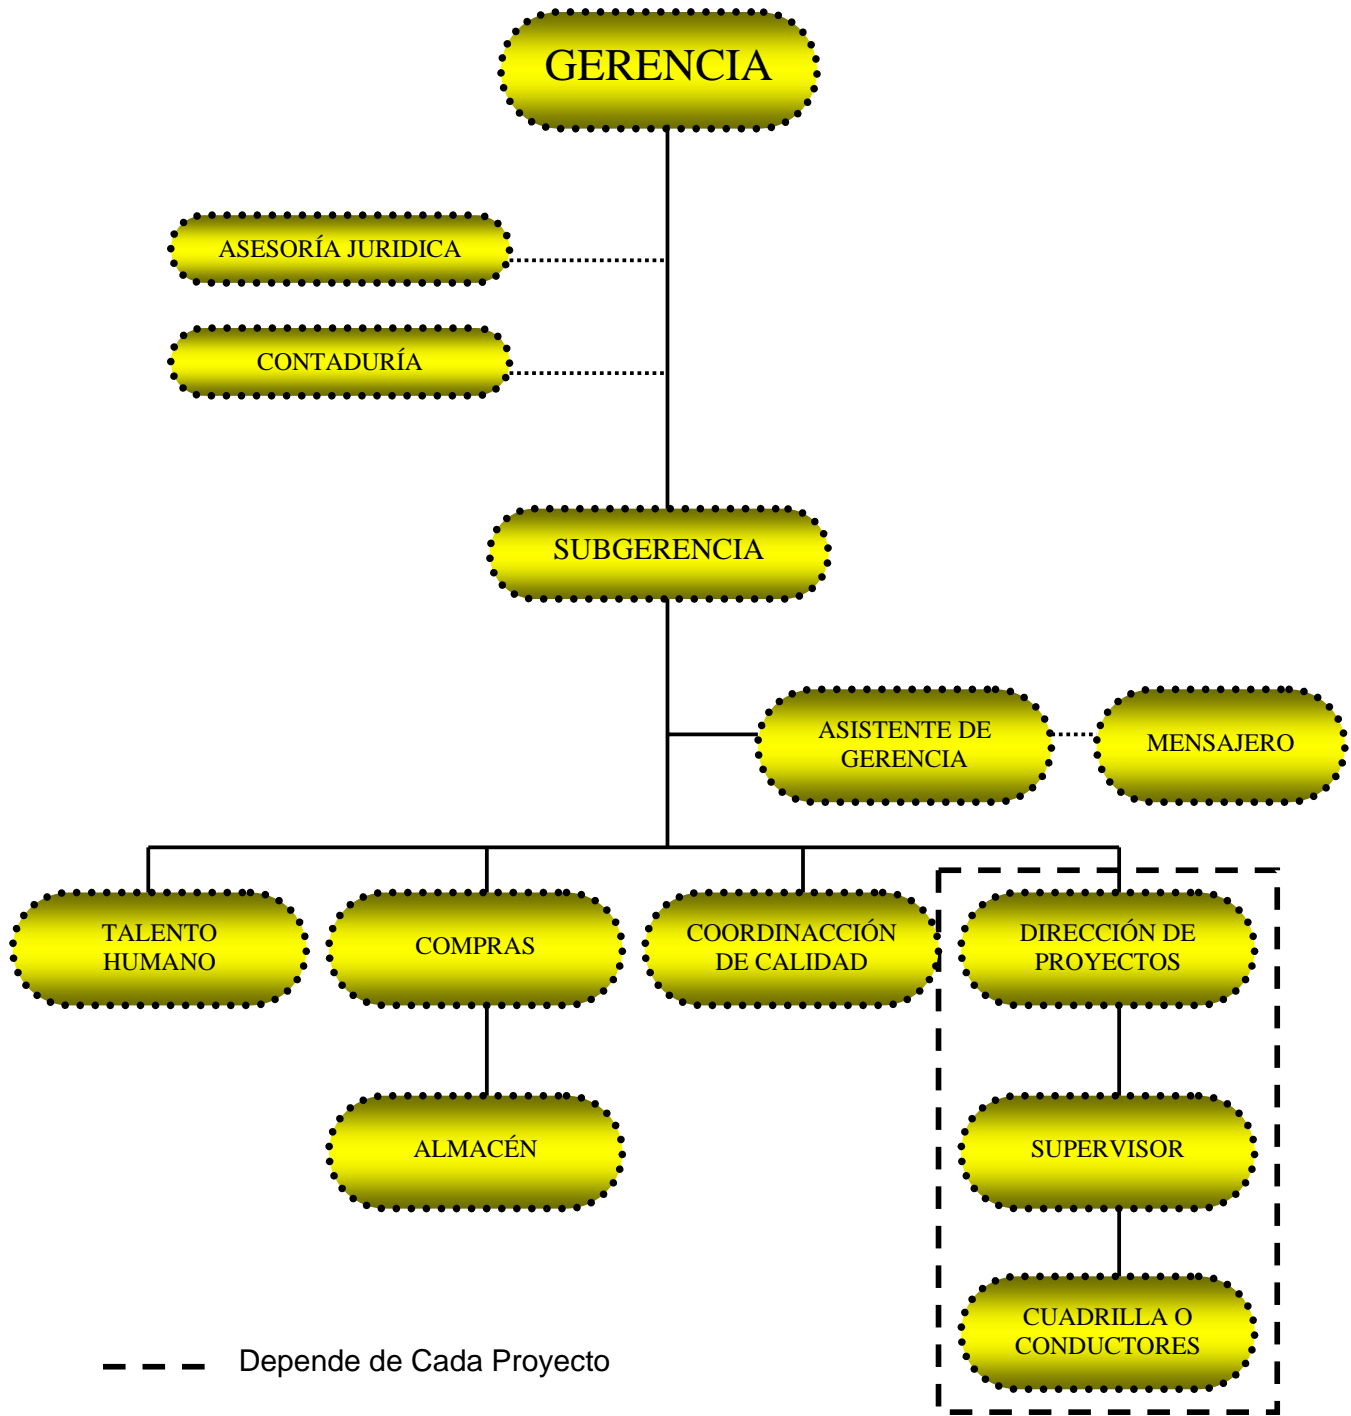 GERENCIA
ASESORÍA JURIDICA
CONTADURÍA
SUBGERENCIA
ASISTENTE DE
GERENCIA
MENSAJERO
TALENTO
HUMANO
COMPRAS
COORDINACCIÓN
DE CALIDAD
DIRECCIÓN DE
PROYECTOS
ALMACÉN
SUPERVISOR
CUADRILLA O
CONDUCTORES
Depende de Cada Proyecto